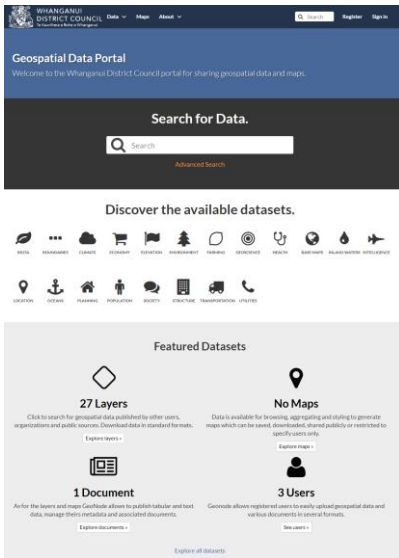 WHANGANUI
DISTRICT COUNCIL
Data Maps About
Search Register Sign in
Geospatial Data Portal
Welcome to the Whanganui District Council portal for sharing geospatial data and maps.
Search for Data.
Search
Advanced Search
Discover the available datasets.
BIOTA BOUNDARIES CLIMATE ECONOMY ELEVATION ENVIRONMENT FARMING GEOSCIENCE HEALTH BASE MAPS INLAND WATERS INTELLIGENCE
LOCATION OCEANS PLANNING POPULATION SOCIETY STRUCTURE TRANSPORTATION UTILITIES
Featured Datasets
27 Layers
Click to search for geospatial data published by other users,
organizations and public sources. Download data in standard formats.
Explore layers »
No Maps
Data is available for browsing, aggregating and styling to generate
maps which can be saved, downloaded, shared publicly or restricted to
specify users only.
Explore maps »
1 Document
As for the layers and maps GeoNode allows to publish tabular and text
data, manage theirs metadata and associated documents.
Explore documents »
3 Users
Geonode allows registered users to easily upload geospatial data and
various documents in several formats.
See users »
Explore all datasets